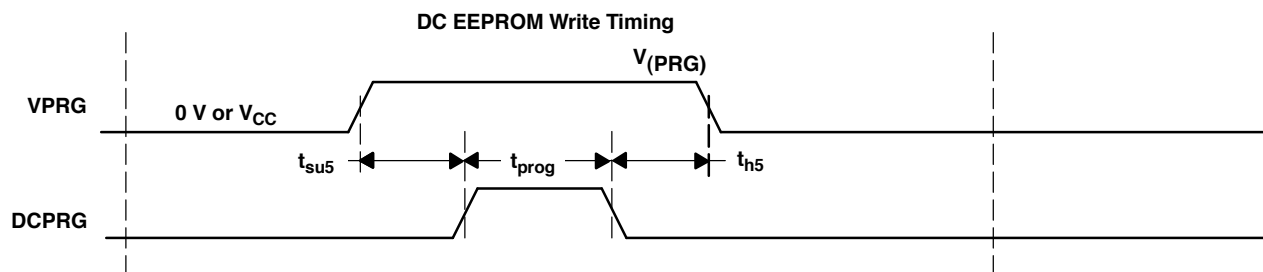 DC EEPROM Write Timing
V(PRG)
VPRG
0 V or VCC
tsu5
tprog
th5
DCPRG